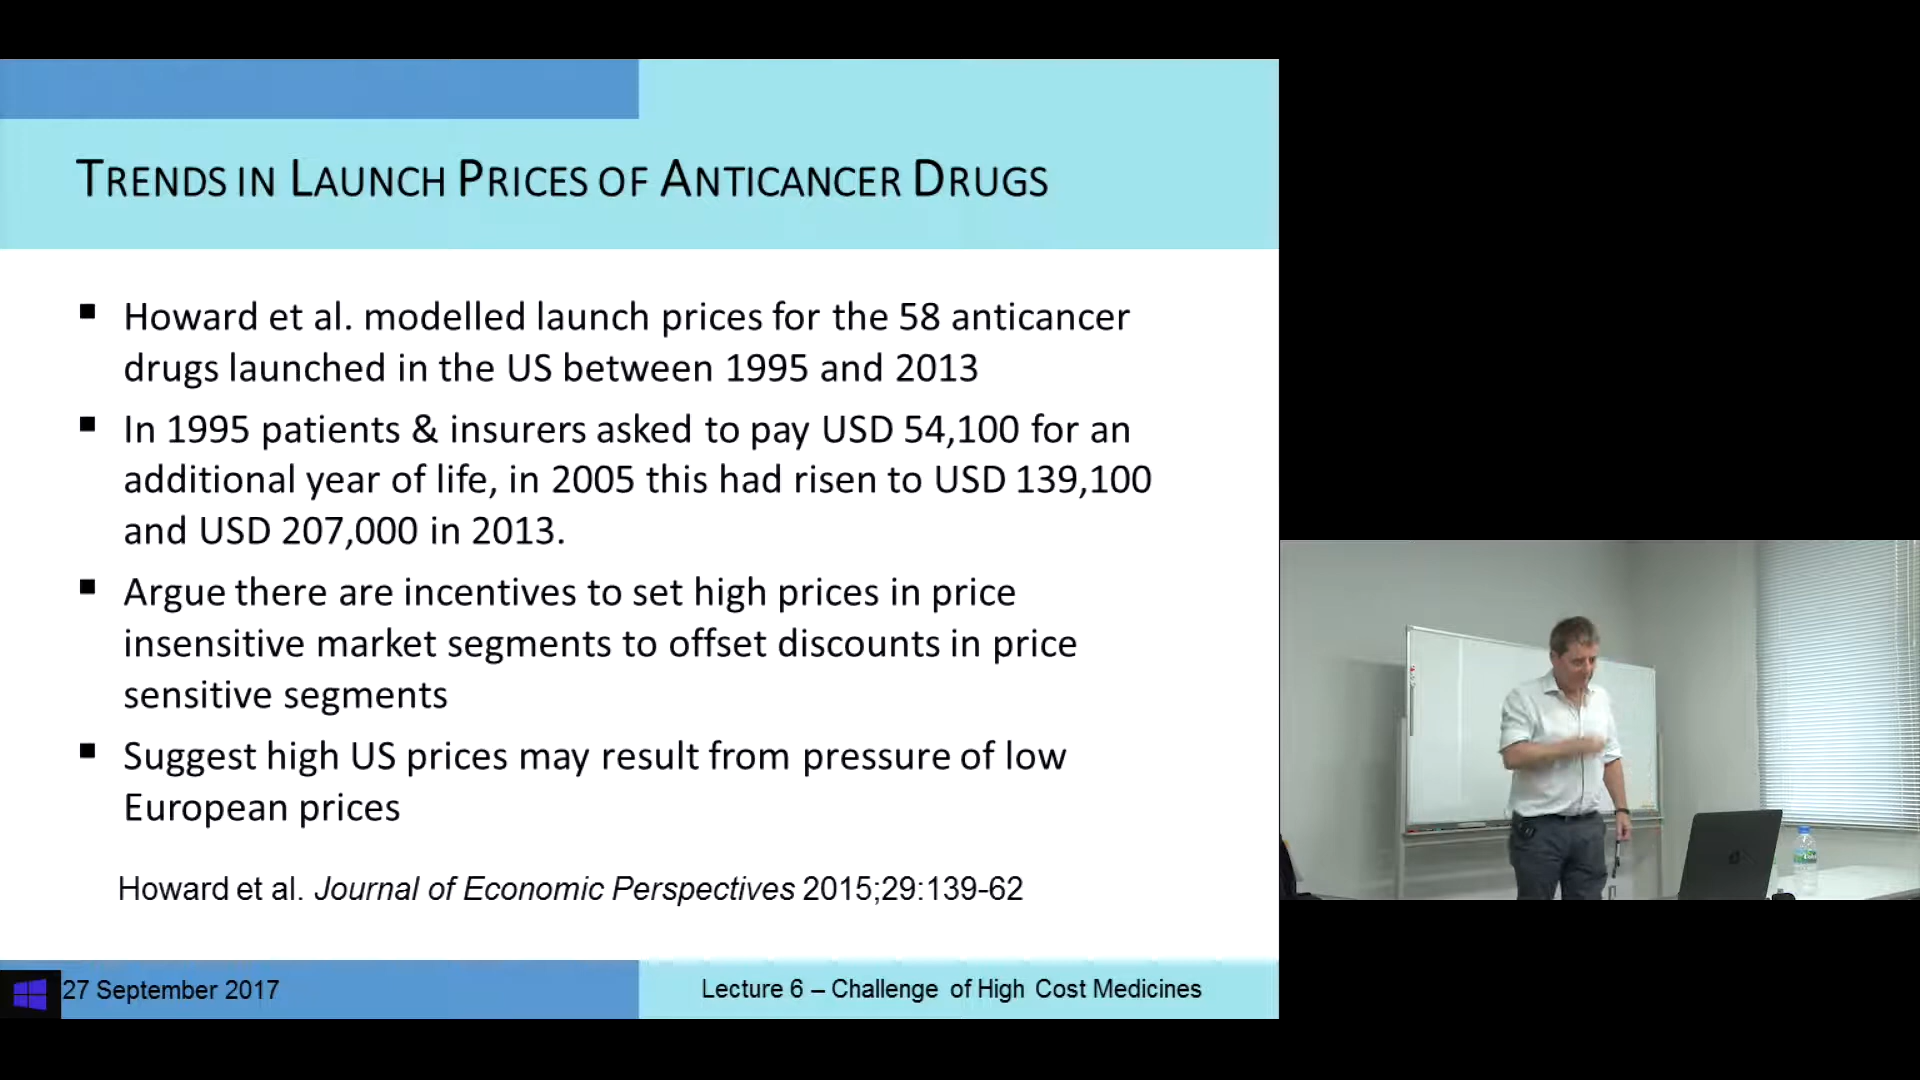 TRENDS IN LAUNCH PRICES OF ANTICANCER DRUGS
Howard et al. modelled launch prices for the 58 anticancer
drugs launched in the US between 1995 and 2013
In 1995 patients & insurers asked to pay USD 54,100 for an
additional year of life, in 2005 this had risen to USD 139,100
and USD 207,000 in 2013.
Argue there are incentives to set high prices in price
insensitive market segments to offset discounts in price
sensitive segments
Suggest high US prices may result from pressure of low
European prices
Howard et al. Journal of Economic Perspectives 2015;29:139-62
27 September 2017
Lecture 6 – Challenge of High Cost Medicines